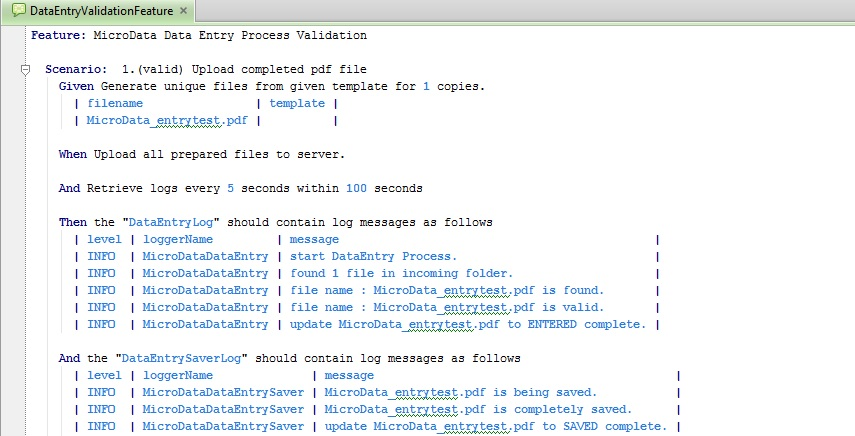 DataEntryValidationFeature ×
Feature: MicroData Data Entry Process Validation
Scenario: 1.(valid) Upload completed pdf file
Given Generate unique files from given template for 1 copies.
| filename | template |
| MicroData_entrytest.pdf | |
When Upload all prepared files to server.
And Retrieve logs every 5 seconds within 100 seconds
Then the "DataEntryLog" should contain log messages as follows
| level | loggerName | message |
| INFO | MicroDataDataEntry | start DataEntry Process. |
| INFO | MicroDataDataEntry | found 1 file in incoming folder. |
| INFO | MicroDataDataEntry | file name : MicroData_entrytest.pdf is found. |
| INFO | MicroDataDataEntry | file name : MicroData_entrytest.pdf is valid. |
| INFO | MicroDataDataEntry | update MicroData_entrytest.pdf to ENTERED complete. |
And the "DataEntrySaverLog" should contain log messages as follows
| level | loggerName | message |
| INFO | MicroDataDataEntrySaver | MicroData_entrytest.pdf is being saved. |
| INFO | MicroDataDataEntrySaver | MicroData_entrytest.pdf is completely saved. |
| INFO | MicroDataDataEntrySaver | update MicroData_entrytest.pdf to SAVED complete. |